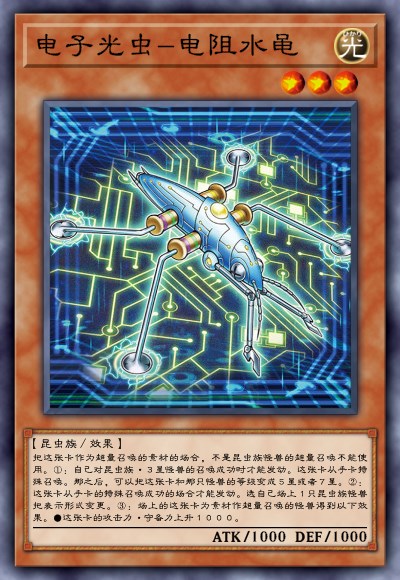 电子光虫-电阻水黾
光
【昆虫族/效果】
把这张卡作为超量召唤的素材的场合，不是昆虫族怪兽的超量召唤不能使
用。①：自己对昆虫族·3星怪兽的召唤成功时才能发动。这张卡从手卡特殊
召唤。那之后，可以把这张卡和那只怪兽的等级变成5星或者7星。②：
这张卡从手卡的特殊召唤成功的场合才能发动。选自己场上1只昆虫族怪兽
把表示形式变更。③：场上的这张卡为素材作超量召唤的怪兽得到以下效
果。●这张卡的攻击力·守备力上升1000。
ATK/1000 DEF/1000